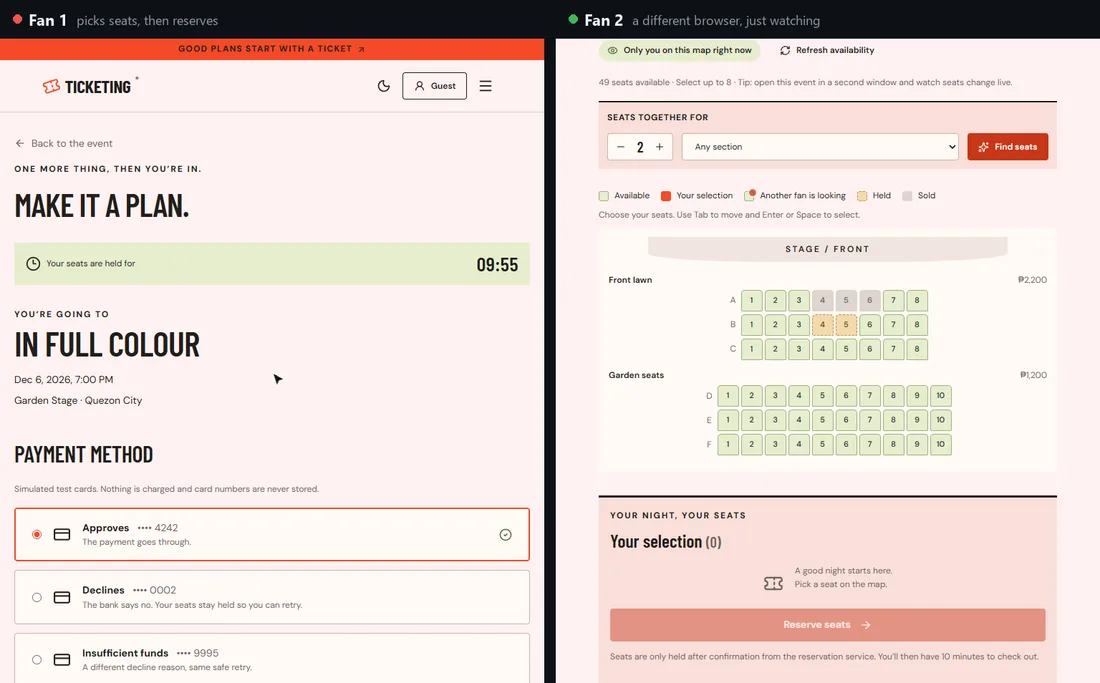 Fan 1 picks seats, then reserves
GOOD PLANS START WITH A TICKET
TICKETING
Guest
Back to the event
ONE MORE THING, THEN YOU'RE IN.
MAKE IT A PLAN.
Your seats are held for 09:55
YOU'RE GOING TO
IN FULL COLOUR
Dec 6, 2026, 7:00 PM
Garden Stage · Quezon City
PAYMENT METHOD
Simulated test cards. Nothing is charged and card numbers are never stored.
Approves •••• 4242
The payment goes through.
Declines •••• 0002
The bank says no. Your seats stay held so you can retry.
Insufficient funds •••• 9995
A different decline reason, same safe retry.
Fan 2 a different browser, just watching
Only you on this map right now Refresh availability
49 seats available · Select up to 8 · Tip: open this event in a second window and watch seats change live.
SEATS TOGETHER FOR
− 2 + Any section Find seats
Available Your selection Another fan is looking Held Sold
Choose your seats. Use Tab to move and Enter or Space to select.
STAGE / FRONT
Front lawn ₱2,200
A 1 2 3 4 5 6 7 8
B 1 2 3 4 5 6 7 8
C 1 2 3 4 5 6 7 8
Garden seats ₱1,200
D 1 2 3 4 5 6 7 8 9 10
E 1 2 3 4 5 6 7 8 9 10
F 1 2 3 4 5 6 7 8 9 10
YOUR NIGHT, YOUR SEATS
Your selection (0)
A good night starts here.
Pick a seat on the map.
Reserve seats
Seats are only held after confirmation from the reservation service. You'll then have 10 minutes to check out.